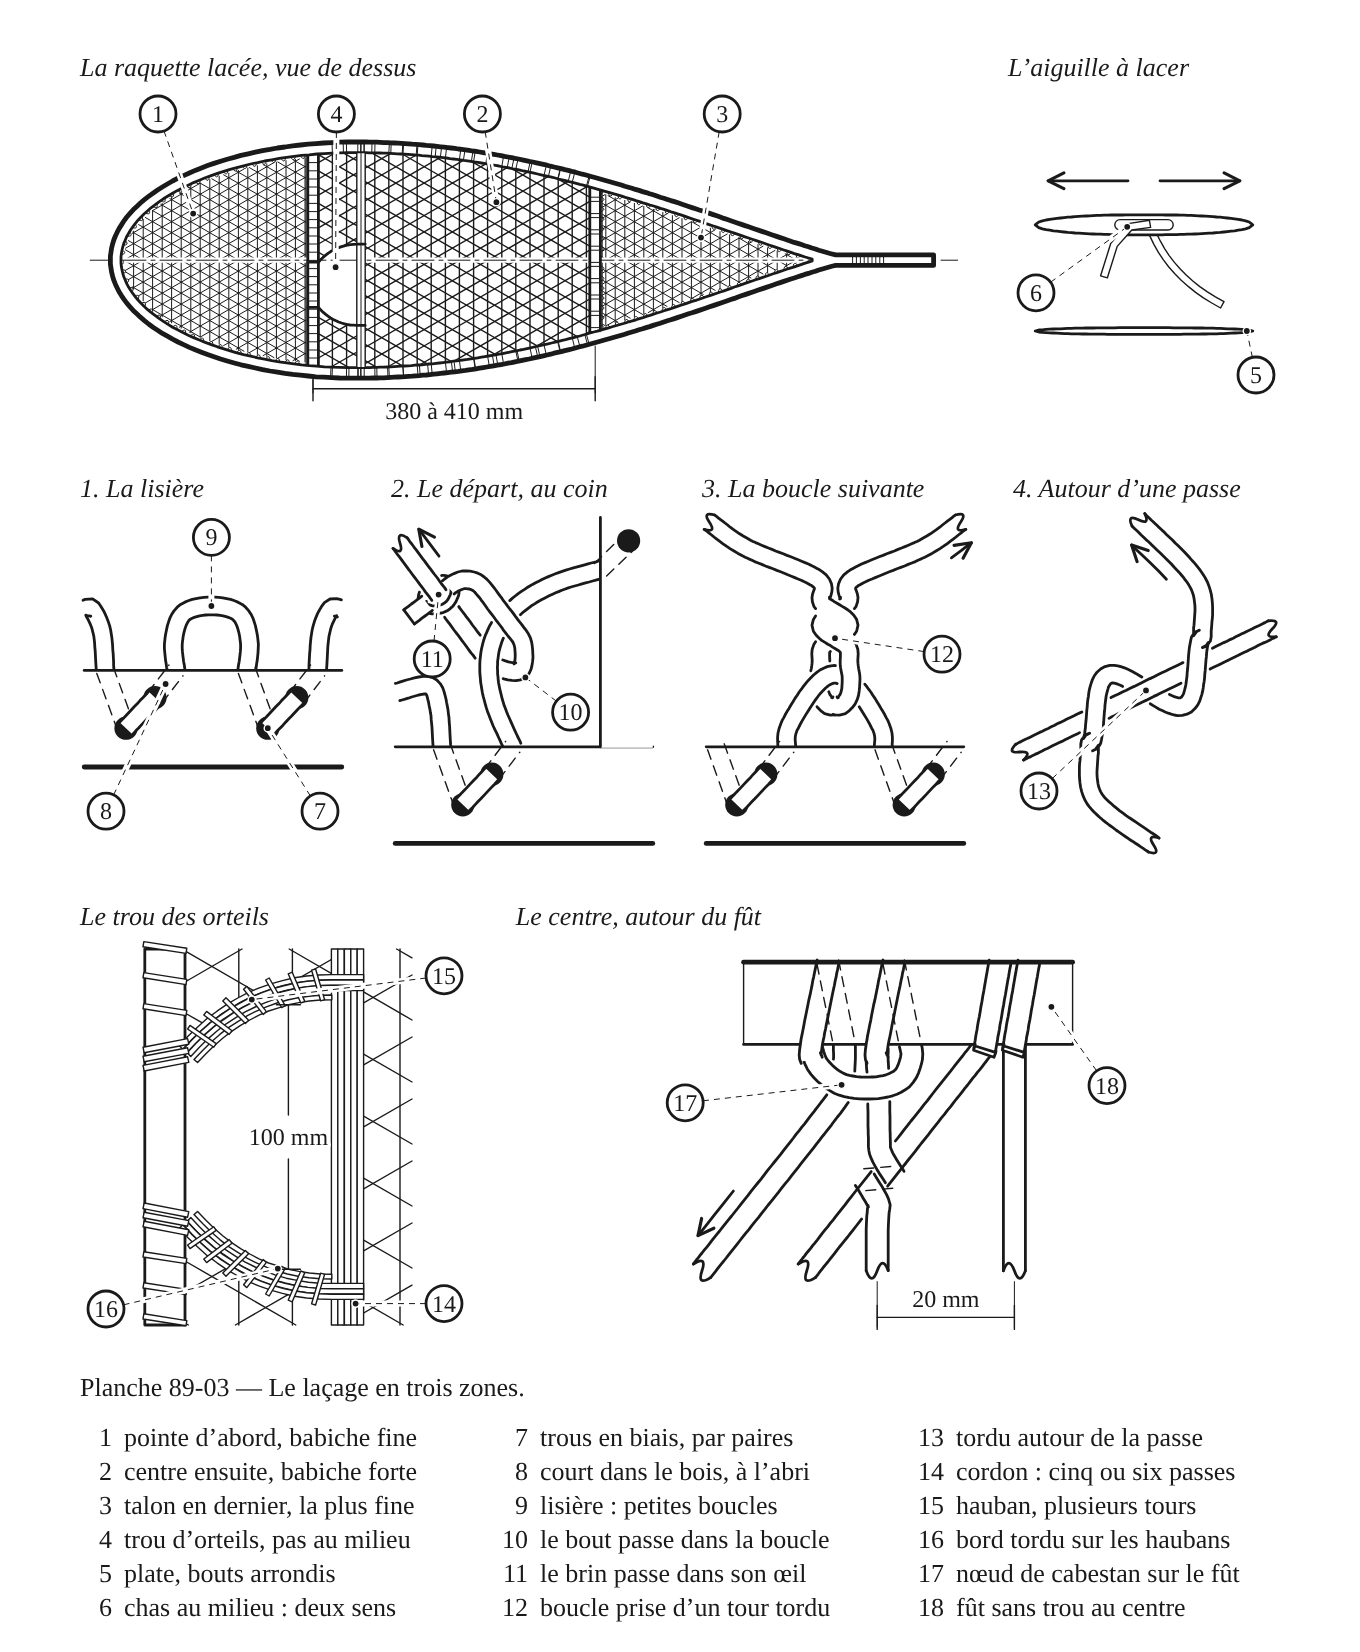 La raquette lacée, vue de dessus
L’aiguille à lacer
1
4
2
3
6
5
380 à 410 mm
1. La lisière
2. Le départ, au coin
3. La boucle suivante
4. Autour d’une passe
9
11
12
10
13
8
7
Le trou des orteils
Le centre, autour du fût
15
18
17
100 mm
16
14
20 mm
Planche 89-03 — Le laçage en trois zones.
1 pointe d’abord, babiche fine
2 centre ensuite, babiche forte
3 talon en dernier, la plus fine
4 trou d’orteils, pas au milieu
5 plate, bouts arrondis
6 chas au milieu : deux sens
7 trous en biais, par paires
8 court dans le bois, à l’abri
9 lisière : petites boucles
10 le bout passe dans la boucle
11 le brin passe dans son œil
12 boucle prise d’un tour tordu
13 tordu autour de la passe
14 cordon : cinq ou six passes
15 hauban, plusieurs tours
16 bord tordu sur les haubans
17 nœud de cabestan sur le fût
18 fût sans trou au centre